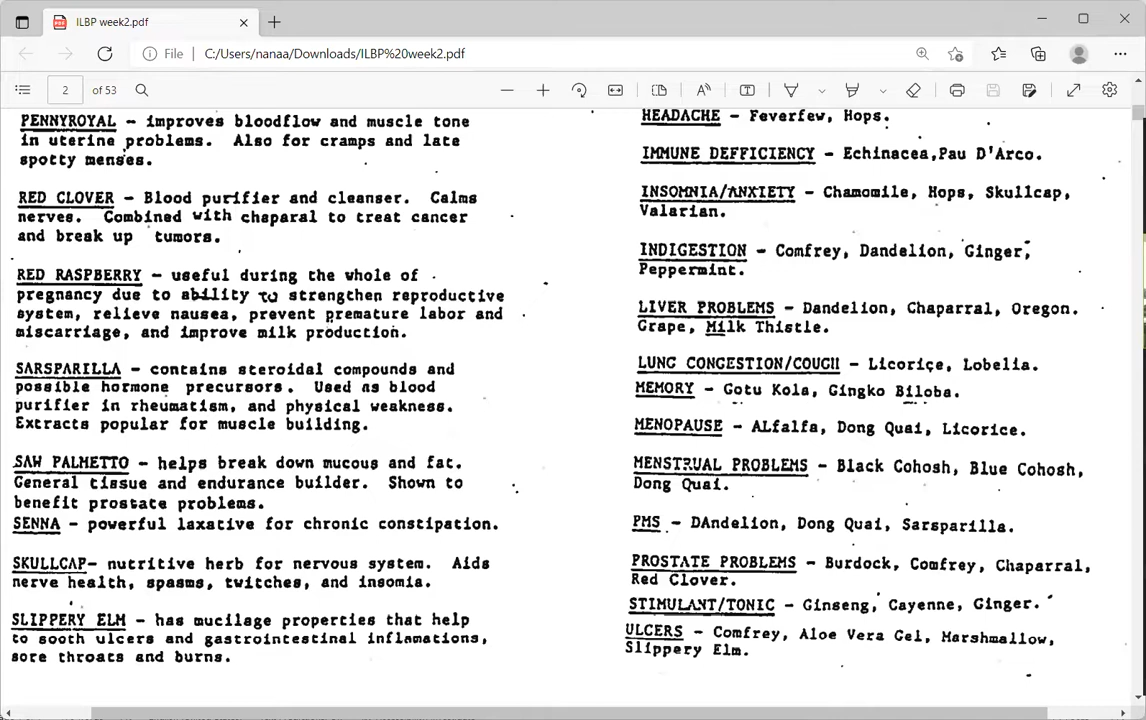 ILBP week2.pdf
File
C:/Users/nanaa/Downloads/ILBP%20week2.pdf
2
of 53
PENNYROYAL - improves bloodflow and muscle tone
in uterine problems. Also for cramps and late
spotty menses.
RED CLOVER - Blood purifier and cleanser. Calms
nerves. Combined with chaparal to treat cancer
and break up tumors.
RED RASPBERRY - useful during the whole of
pregnancy due to ability to strengthen reproductive
system, relieve nausea, prevent premature labor and
miscarriage, and improve milk production.
SARSPARILLA - contains steroidal compounds and
possible hormone precursors. Used as blood
purifier in rheumatism, and physical weakness.
Extracts popular for muscle building.
SAW PALMETTO - helps break down mucous and fat.
General tissue and endurance builder. Shown to
benefit prostate problems.
SENNA - powerful laxative for chronic constipation.
SKULLCAP- nutritive herb for nervous system. Aids
nerve health, spasms, twitches, and insomia.
SLIPPERY ELM - has mucilage properties that help
to sooth ulcers and gastrointestinal inflamations,
sore throats and burns.
HEADACHE - Feverfew, Hops.
IMMUNE DEFFICIENCY - Echinacea,Pau D'Arco.
INSOMNIA/ANXIETY - Chamomile, Hops, Skullcap,
Valarian.
INDIGESTION - Comfrey, Dandelion, Ginger,
Peppermint.
LIVER PROBLEMS - Dandelion, Chaparral, Oregon.
Grape, Milk Thistle.
LUNG CONGESTION/COUGH - Licorice, Lobelia.
MEMORY - Gotu Kola, Gingko Biloba.
MENOPAUSE - ALfalfa, Dong Quai, Licorice.
MENSTRUAL PROBLEMS - Black Cohosh, Blue Cohosh,
Dong Quai.
PMS - DAndelion, Dong Quai, Sarsparilla.
PROSTATE PROBLEMS - Burdock, Comfrey, Chaparral,
Red Clover.
STIMULANT/TONIC - Ginseng, Cayenne, Ginger.
ULCERS - Comfrey, Aloe Vera Gel, Marshmallow,
Slippery Elm.